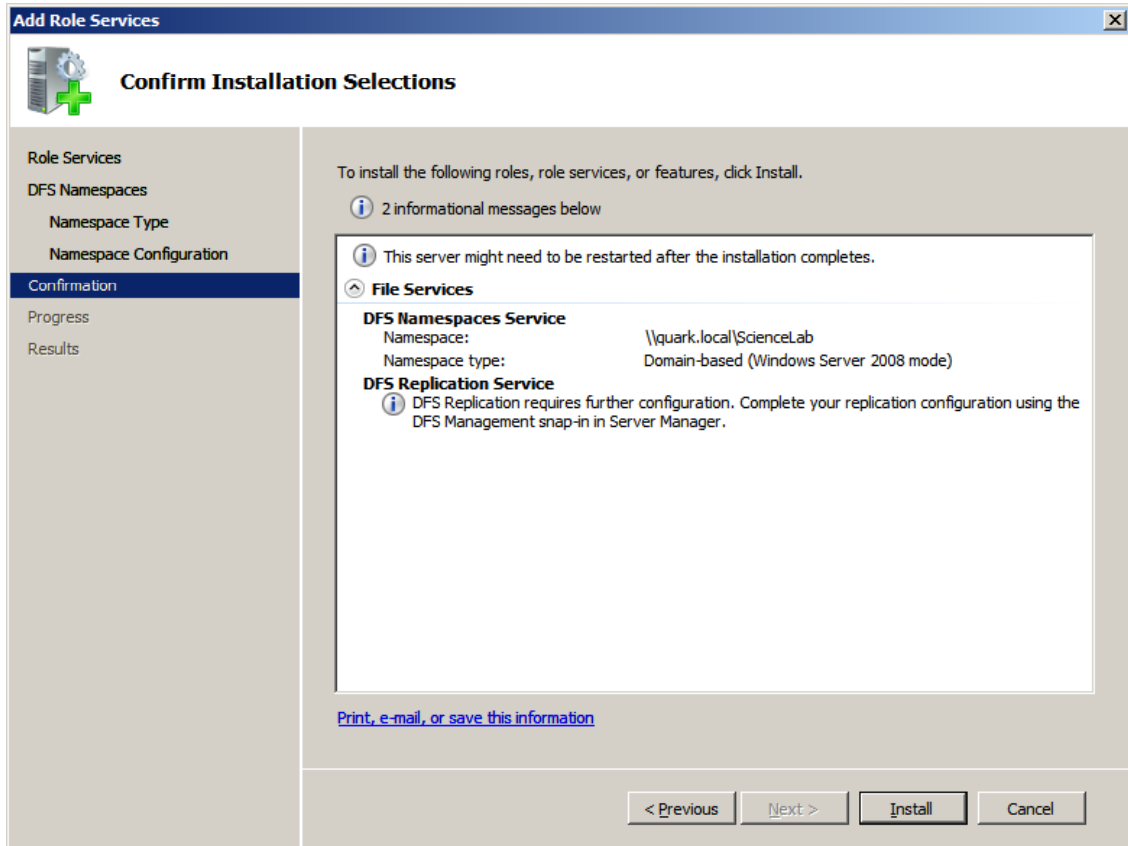 Add Role Services
Confirm Installation Selections
Role Services
DFS Namespaces
Namespace Type
Namespace Configuration
Confirmation
Progress
Results
To install the following roles, role services, or features, click Install.
2 informational messages below
This server might need to be restarted after the installation completes.
File Services
DFS Namespaces Service
Namespace: \\quark.local\ScienceLab
Namespace type: Domain-based (Windows Server 2008 mode)
DFS Replication Service
DFS Replication requires further configuration. Complete your replication configuration using the
DFS Management snap-in in Server Manager.
Print, e-mail, or save this information
< Previous Next > Install Cancel